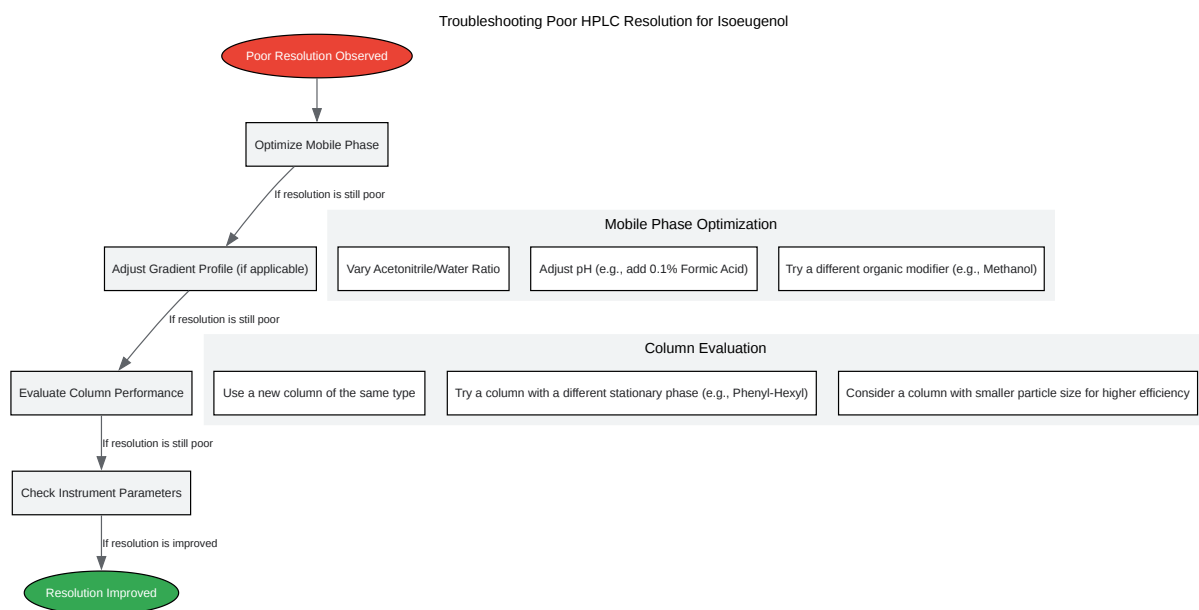 Troubleshooting Poor HPLC Resolution for Isoeugenol
Poor Resolution Observed
Optimize Mobile Phase
If resolution is still poor
Mobile Phase Optimization
Adjust Gradient Profile (if applicable)
Vary Acetonitrile/Water Ratio
Adjust pH (e.g., add 0.1% Formic Acid)
Try a different organic modifier (e.g., Methanol)
If resolution is still poor
Column Evaluation
Evaluate Column Performance
Use a new column of the same type
Try a column with a different stationary phase (e.g., Phenyl-Hexyl)
Consider a column with smaller particle size for higher efficiency
If resolution is still poor
Check Instrument Parameters
If resolution is improved
Resolution Improved